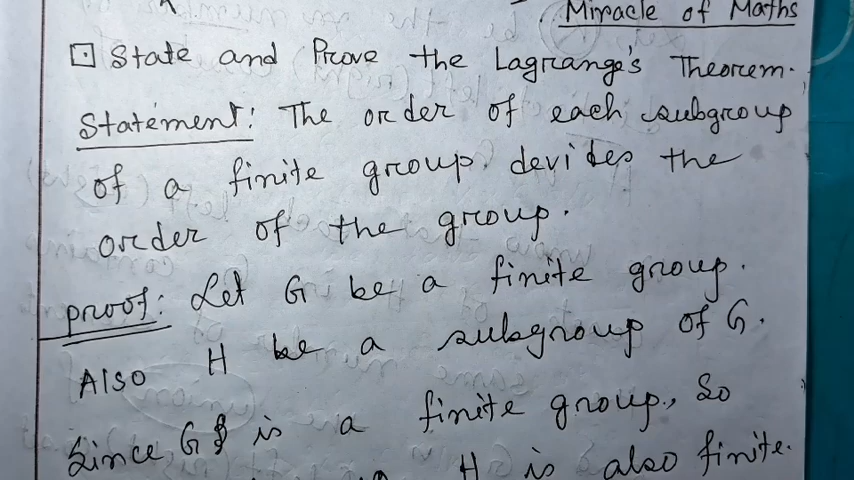 Miracle of Maths
State and Prove the Lagrange's Theorem.
Statement: The order of each subgroup
of a finite group devides the
order of the group.
proof: Let G be a finite group.
Also H be a subgroup of G.
Since, G is a finite group, So
H is also finite.